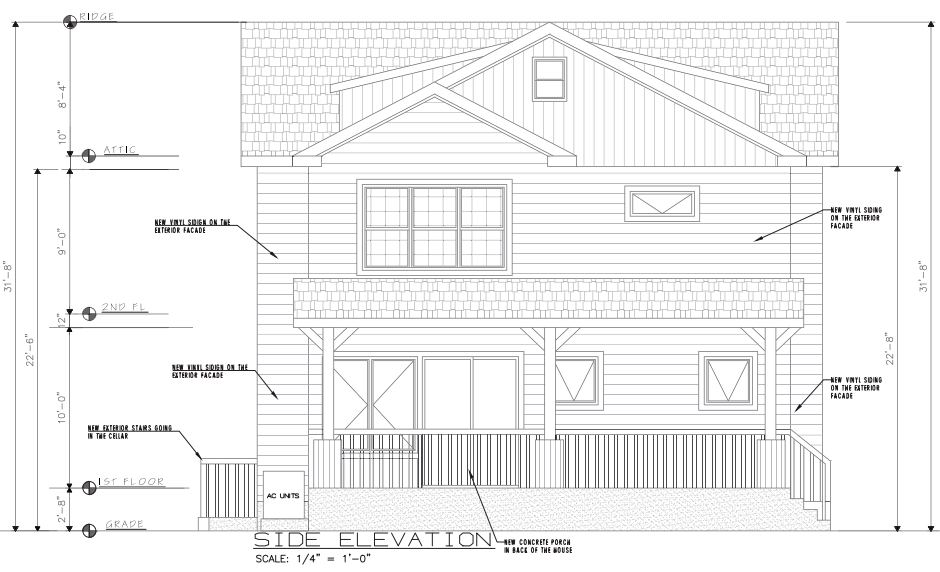 RIDGE
8'-4"
10"
ATTIC
NEW VINYL SIDIGN ON THE
EXTERIOR FACADE
NEW VINYL SIDING
ON THE EXTERIOR
FACADE
9'-0"
31'-8"
31'-8"
2ND FL
12"
22'-6"
22'-8"
NEW VINYL SIDIGN ON THE
EXTERIOR FACADE
NEW VINYL SIDING
ON THE EXTERIOR
FACADE
10'-0"
NEW EXTERIOR STAIRS GOING
IN THE CELLAR
1ST FLOOR
AC UNITS
2'-8"
GRADE
SIDE ELEVATION
NEW CONCRETE PORCH
IN BACK OF THE HOUSE
SCALE: 1/4" = 1'-0"